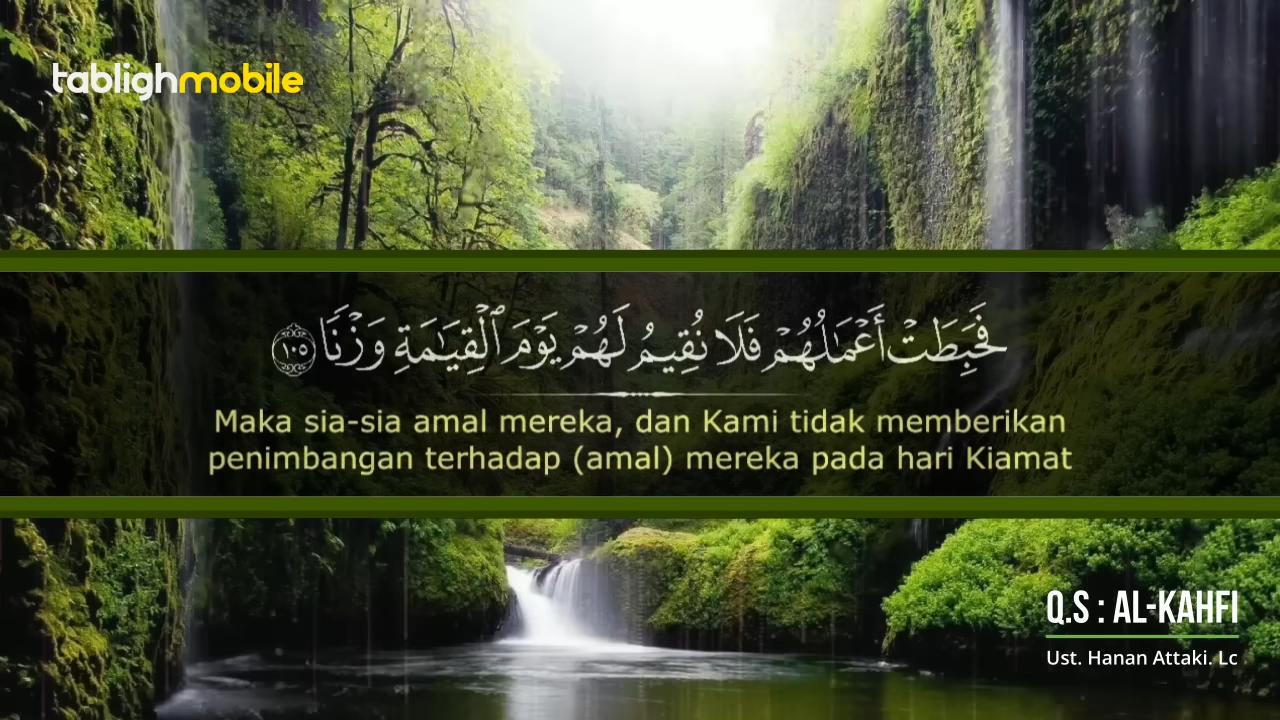 tablighmobile
فَحَبِطَتْ أَعْمَـٰلُهُمْ فَلَا نُقِيمُ لَهُمْ يَوْمَ ٱلْقِيَـٰمَةِ وَزْنًا ١٠٥
Maka sia-sia amal mereka, dan Kami tidak memberikan
penimbangan terhadap (amal) mereka pada hari Kiamat
Q.S : AL-KAHFI
Ust. Hanan Attaki. Lc